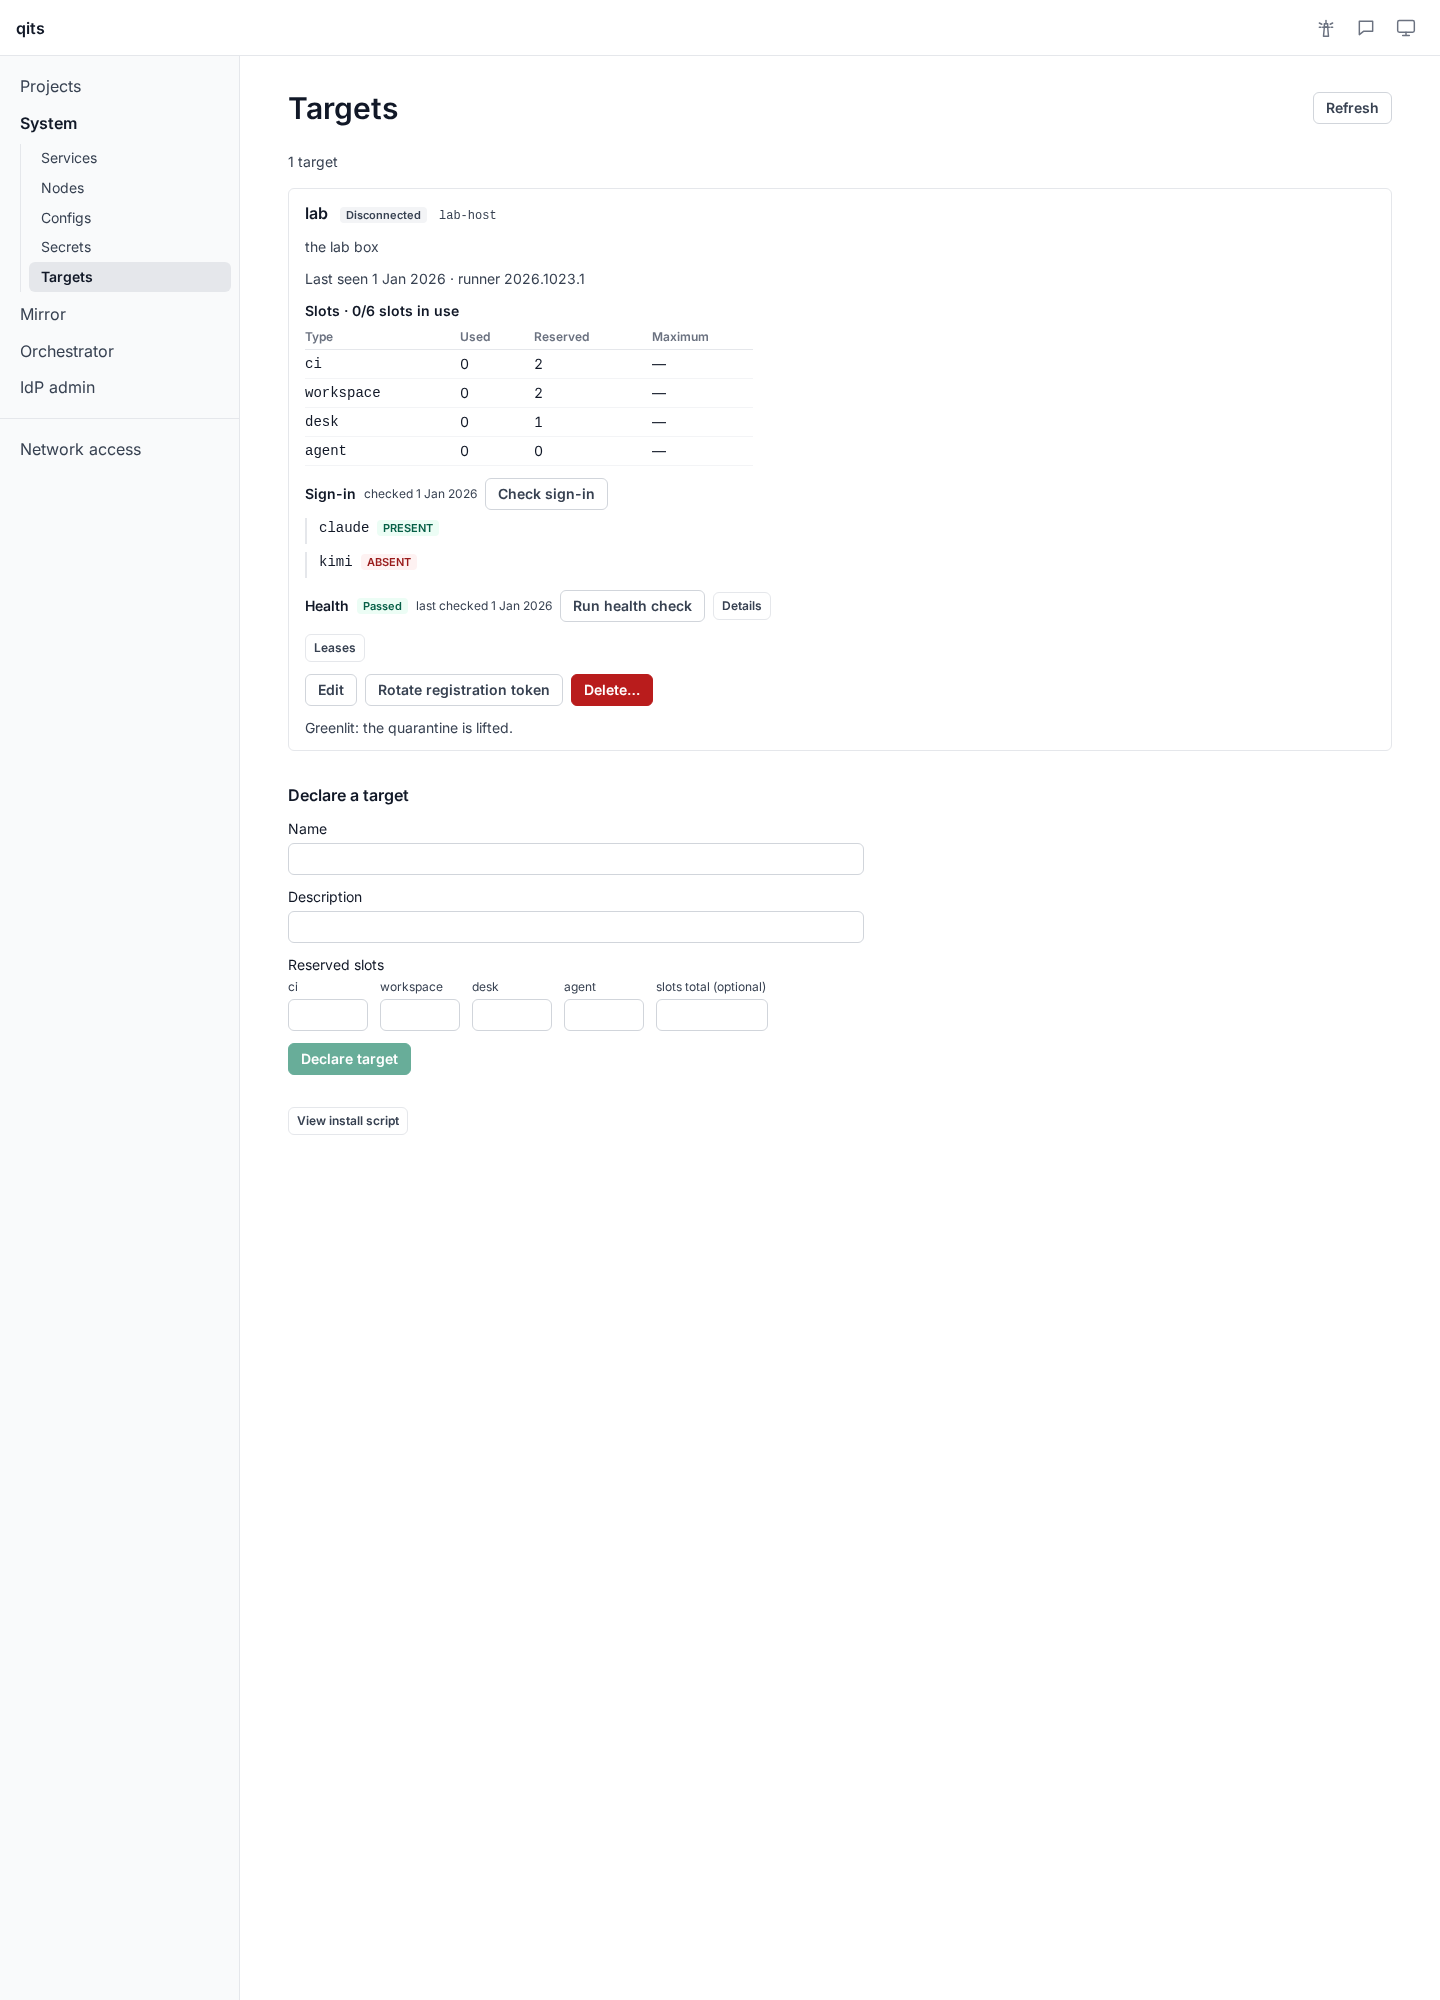 qits
Projects
System
Services
Nodes
Configs
Secrets
Targets
Mirror
Orchestrator
IdP admin
Network access
Targets
Refresh
1 target
lab Disconnected lab-host
the lab box
Last seen 1 Jan 2026 · runner 2026.1023.1
Slots · 0/6 slots in use
Type Used Reserved Maximum
ci 0 2 —
workspace 0 2 —
desk 0 1 —
agent 0 0 —
Sign-in checked 1 Jan 2026 Check sign-in
claude PRESENT
kimi ABSENT
Health Passed last checked 1 Jan 2026 Run health check Details
Leases
Edit Rotate registration token Delete...
Greenlit: the quarantine is lifted.
Declare a target
Name
Description
Reserved slots
ci workspace desk agent slots total (optional)
Declare target
View install script